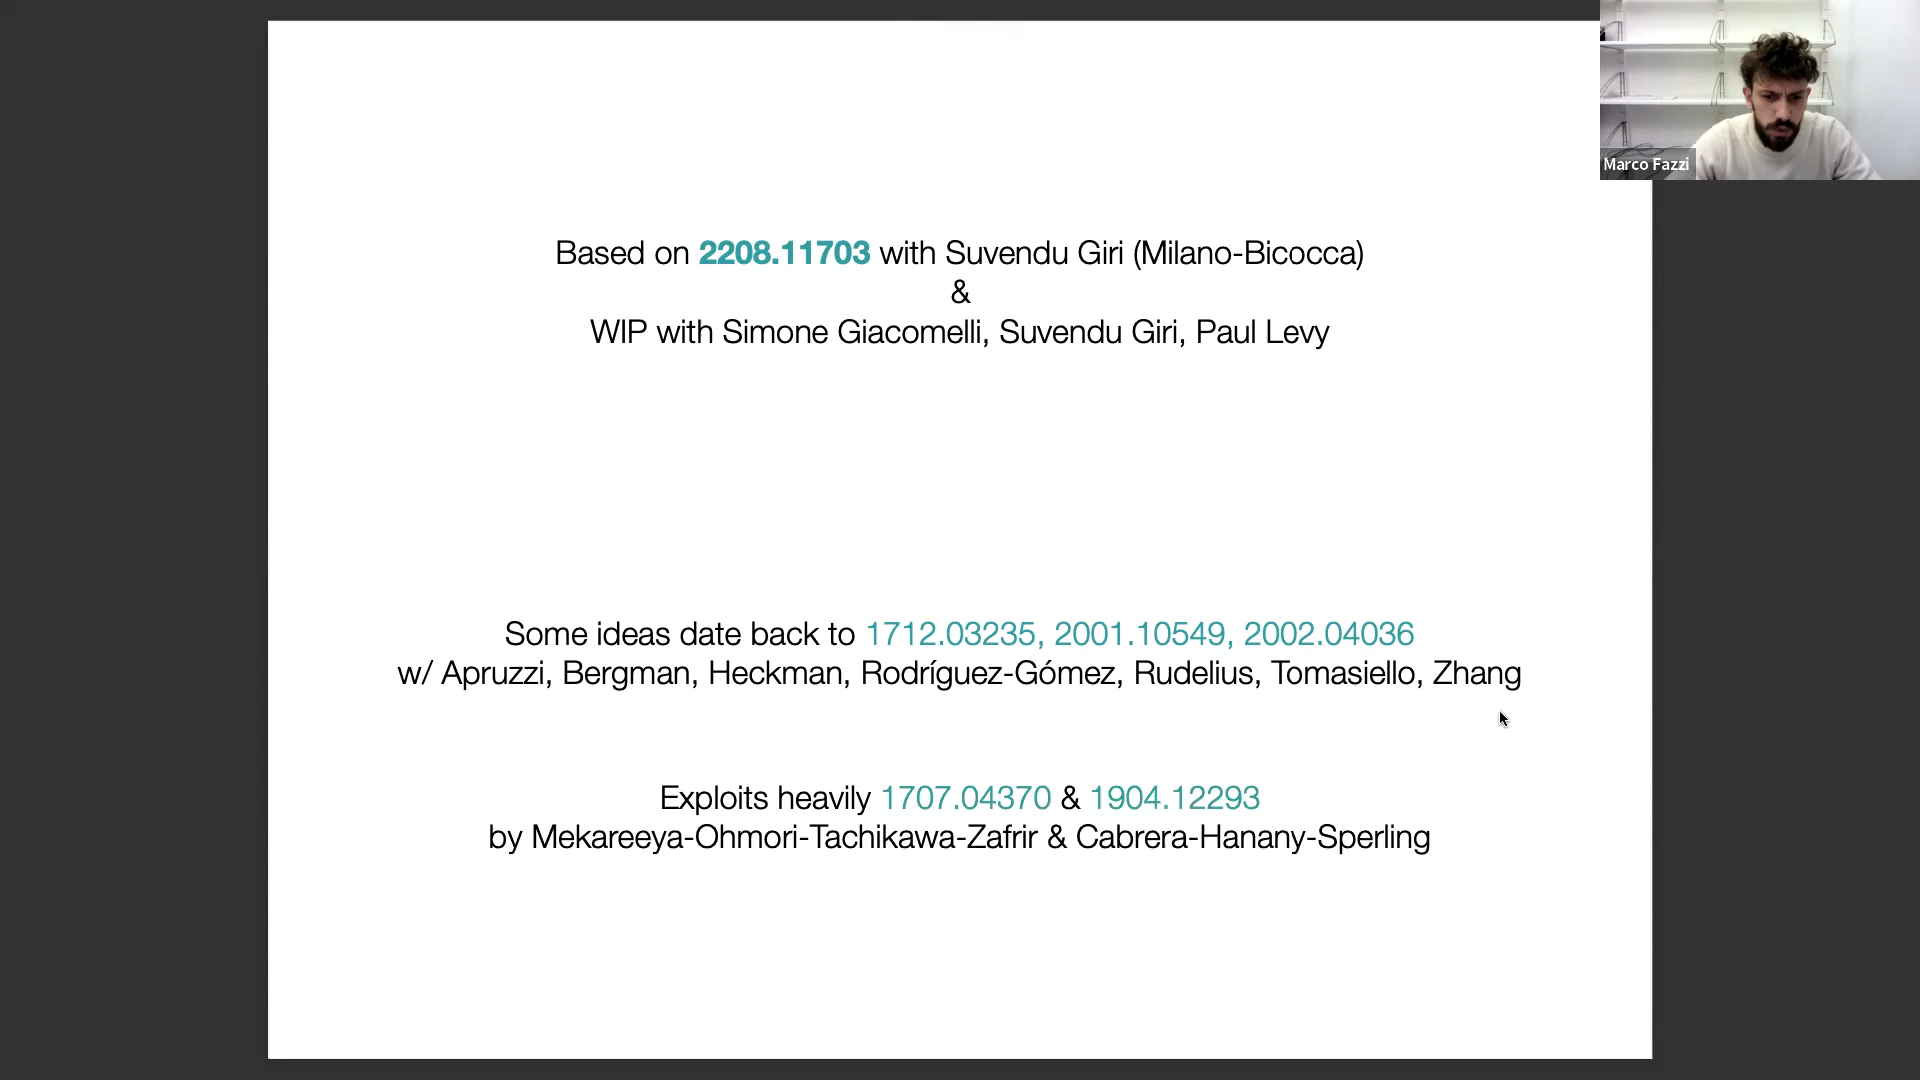 Marco Fazzi
Based on 2208.11703 with Suvendu Giri (Milano-Bicocca)
&
WIP with Simone Giacomelli, Suvendu Giri, Paul Levy
Some ideas date back to 1712.03235, 2001.10549, 2002.04036
w/ Apruzzi, Bergman, Heckman, Rodríguez-Gómez, Rudelius, Tomasiello, Zhang
Exploits heavily 1707.04370 & 1904.12293
by Mekareeya-Ohmori-Tachikawa-Zafrir & Cabrera-Hanany-Sperling